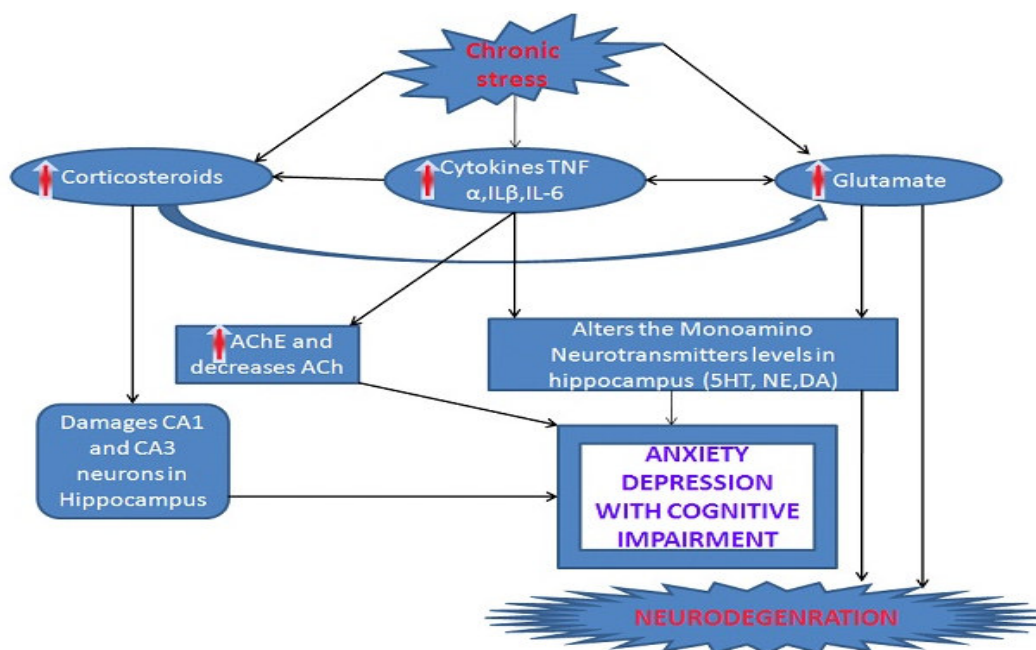 Chronic
stress
Corticosteroids
Cytokines TNF
α,ILβ,IL-6
Glutamate
AChE and
decreases ACh
Alters the Monoamino
Neurotransmitters levels in
hippocampus (5HT, NE,DA)
Damages CA1
and CA3
neurons in
Hippocampus
ANXIETY
DEPRESSION
WITH COGNITIVE
IMPAIRMENT
NEURODEGENRATION